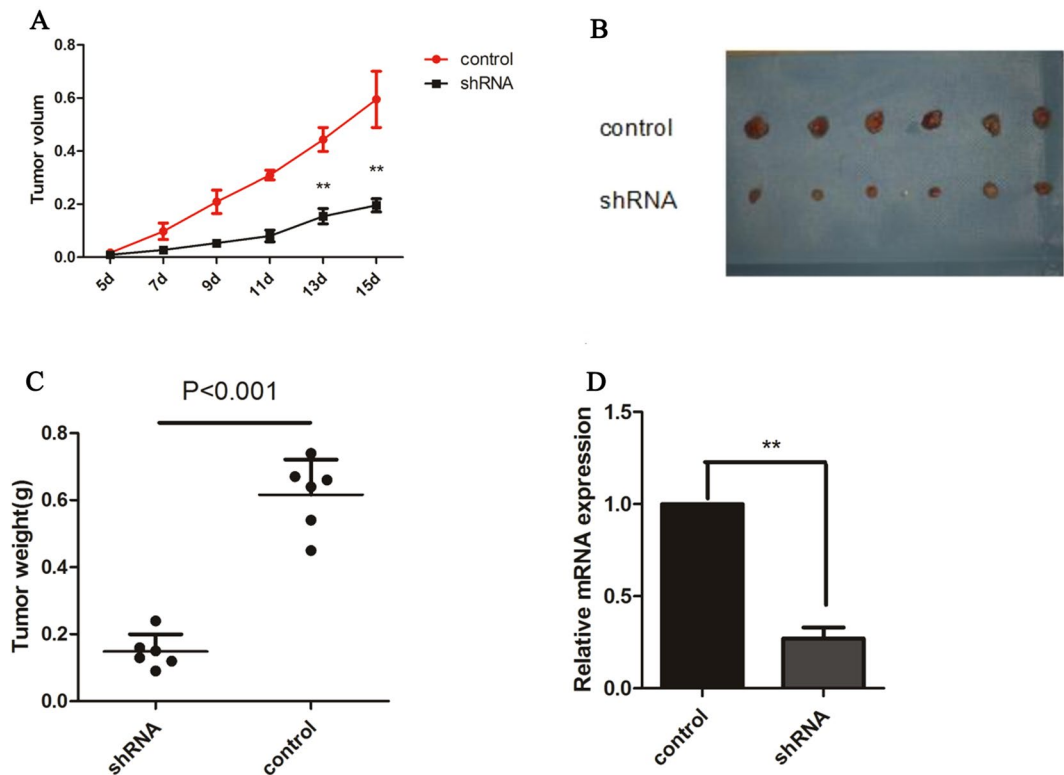 A
0.8
0.6
0.4
0.2
0.0
Tumor volum
5d
7d
9d
11d
13d
15d
**
**
control
shRNA
B
control
shRNA
C
P<0.001
0.8
0.6
0.4
0.2
0.0
Tumor weight(g)
shRNA
control
D
1.5
1.0
0.5
0.0
Relative mRNA expression
**
control
shRNA